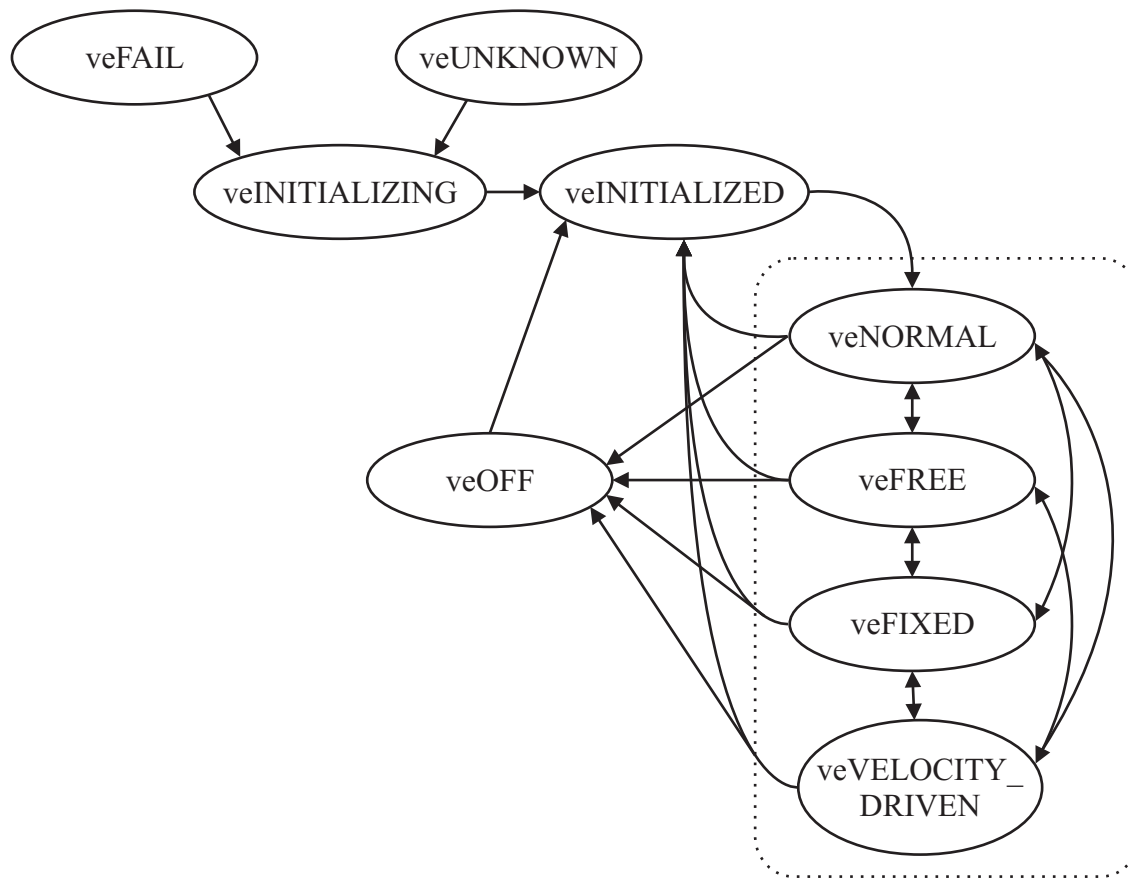 veFAIL
veUNKNOWN
veINITIALIZING
veINITIALIZED
veNORMAL
veOFF
veFREE
veFIXED
veVELOCITY_
DRIVEN